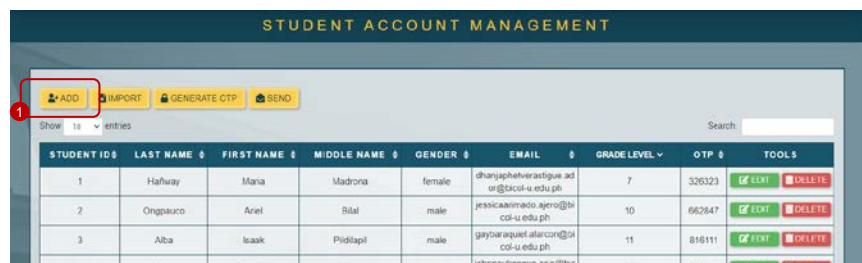 STUDENT ACCOUNT MANAGEMENT
ADD IMPORT GENERATE OTP SEND
1
Show 10 entries Search:
STUDENT ID LAST NAME FIRST NAME MIDDLE NAME GENDER EMAIL GRADE LEVEL OTP TOOLS
1 Hafiway Maria Madrona female dhanjaphetverastigue.ad
or@bicol-u.edu.ph 7 326323 EDIT DELETE
2 Ongpauco Ariel Bilal male jessicaarimado.ajero@bi
col-u.edu.ph 10 662847 EDIT DELETE
3 Alba Isaak Pildilapil male gaybaraquiel.alarcon@bi
col-u.edu.ph 11 816111 EDIT DELETE